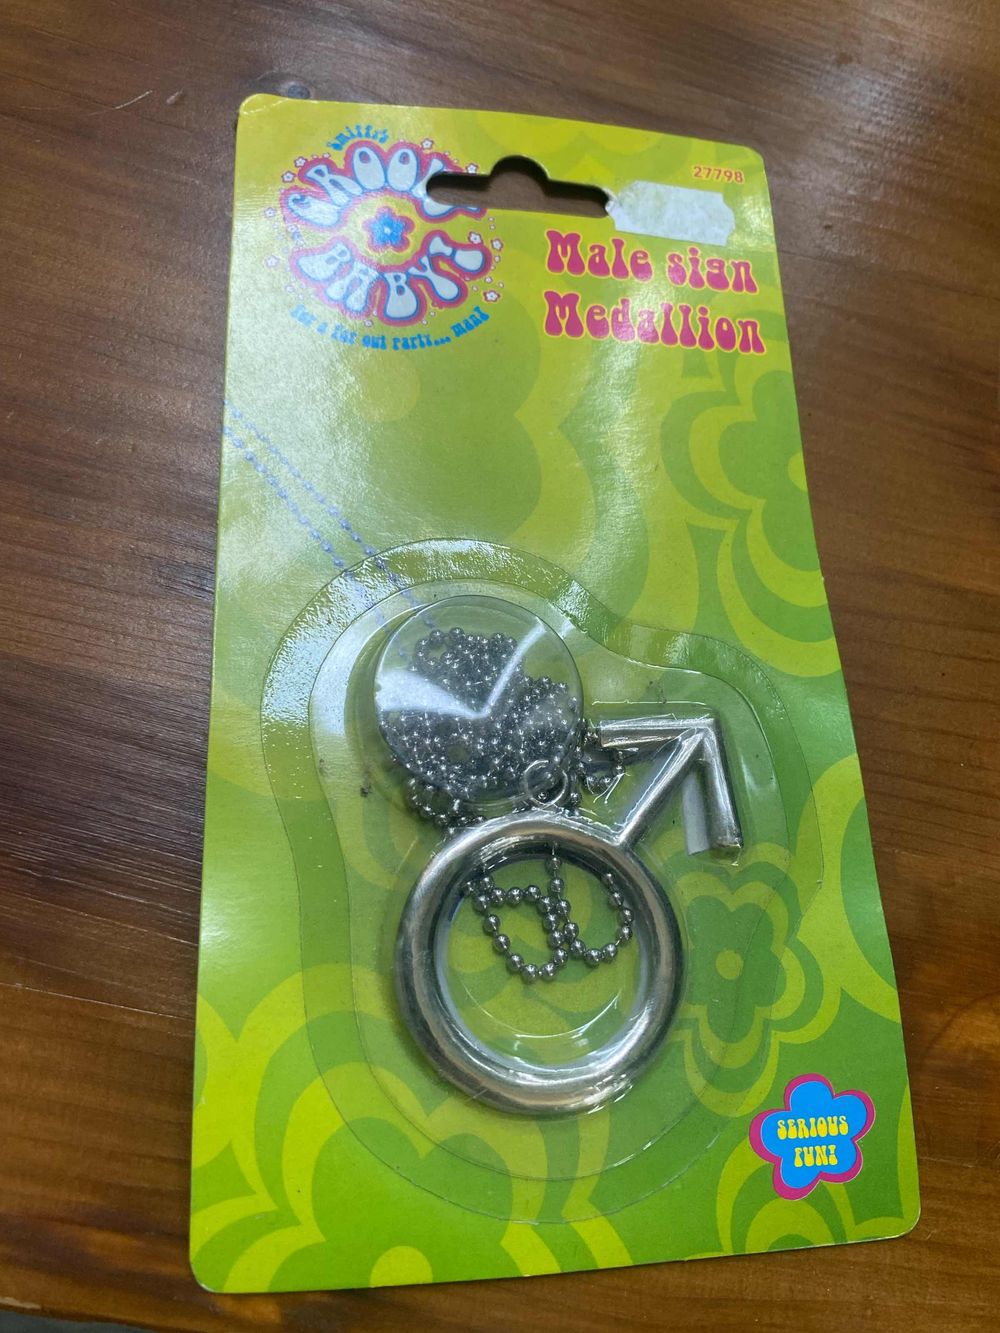 Smiffy's
GROOVY
BABY!
for a far out party... man!
27798
Male sign
Medallion
SERIOUS
FUN!